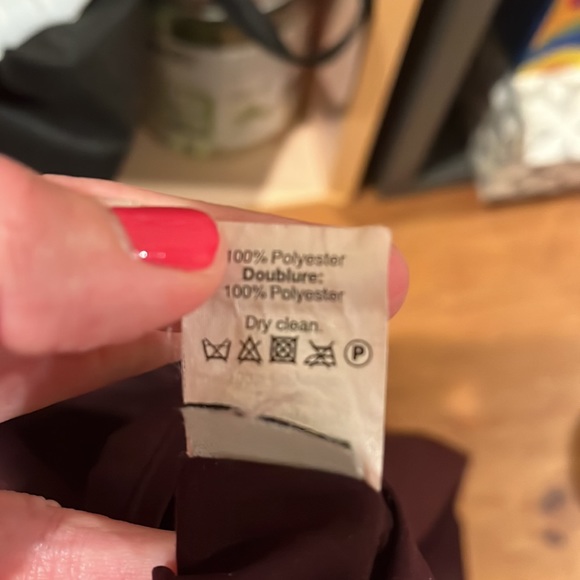 100% Polyester
Doublure:
100% Polyester
Dry clean.
P